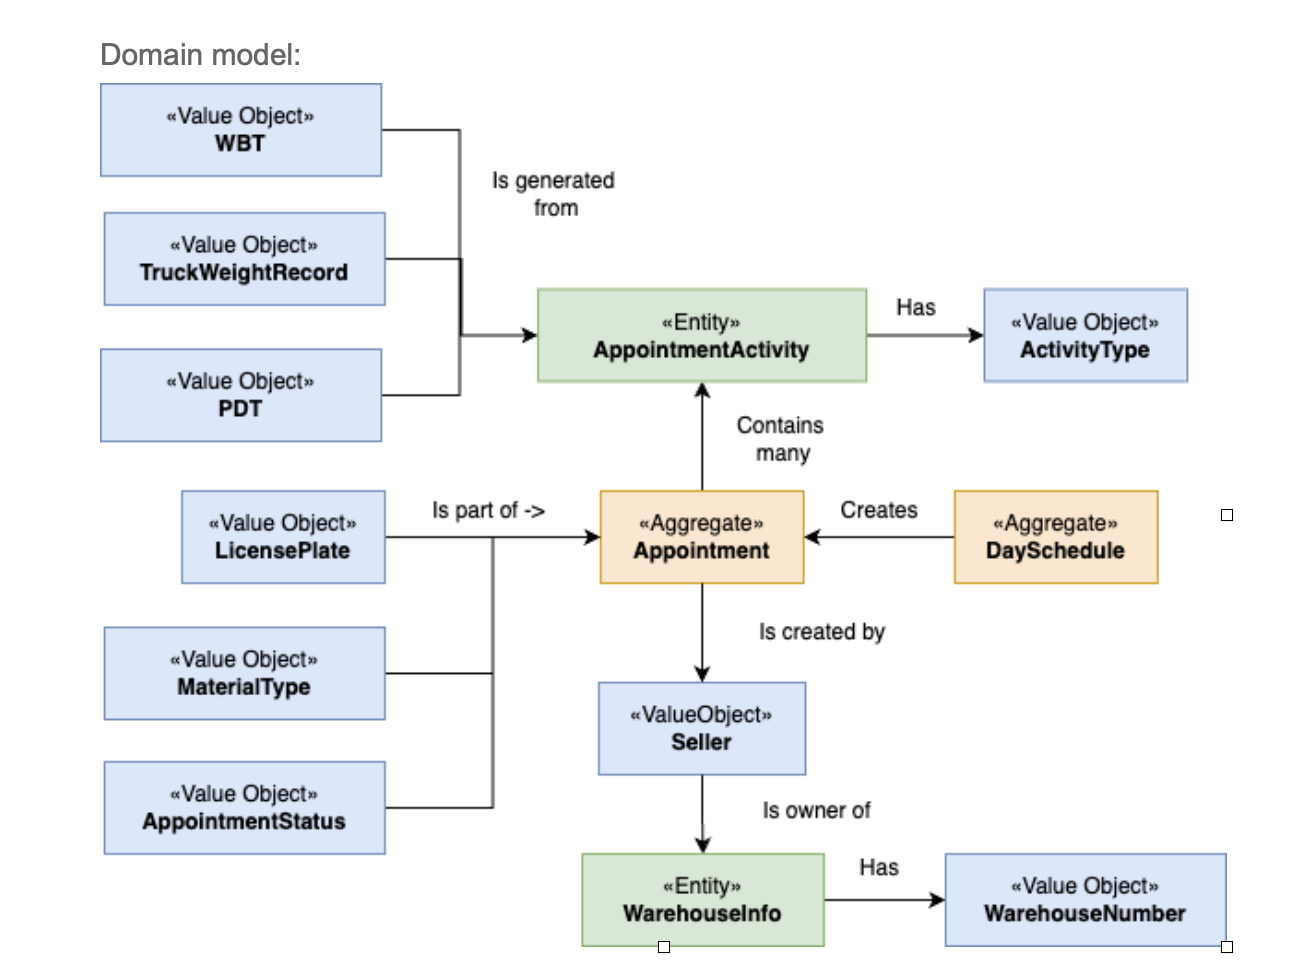 Domain model:
«Value Object»
WBT
Is generated
from
«Value Object»
TruckWeightRecord
«Entity»
AppointmentActivity
Has
«Value Object»
ActivityType
«Value Object»
PDT
Contains
many
«Value Object»
LicensePlate
Is part of ->
«Aggregate»
Appointment
Creates
«Aggregate»
DaySchedule
Is created by
«Value Object»
MaterialType
«ValueObject»
Seller
«Value Object»
AppointmentStatus
Is owner of
«Entity»
WarehouseInfo
Has
«Value Object»
WarehouseNumber